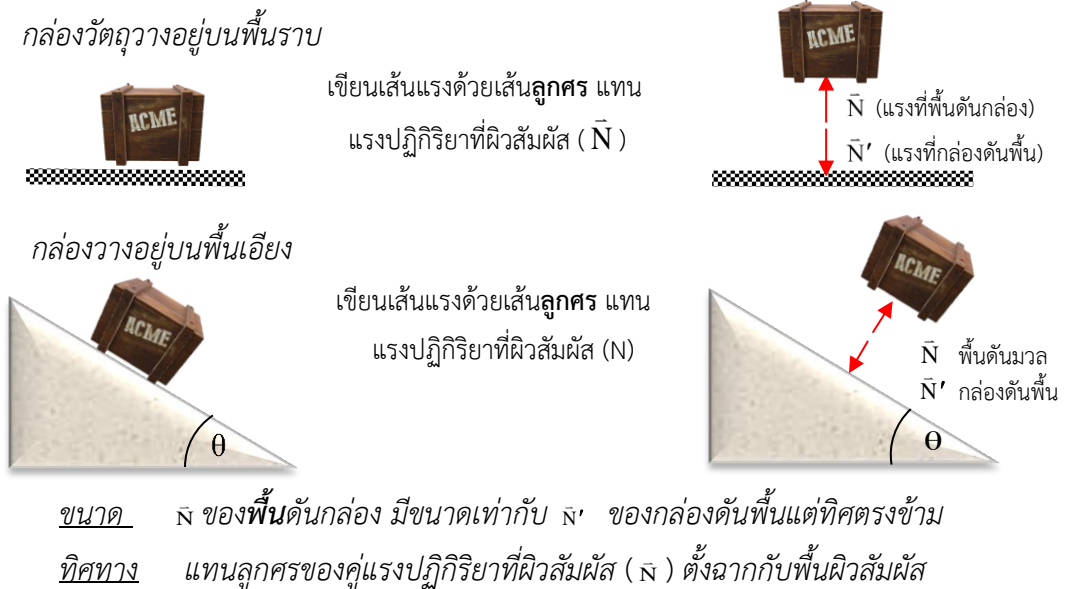 กล่องวัตถุวางอยู่บนพื้นราบ
ACME
เขียนเส้นแรงด้วยเส้นลูกศร แทน
แรงปฏิกิริยาที่ผิวสัมผัส ( N⃗ )
ACME
N⃗ (แรงที่พื้นดันกล่อง)
N⃗′ (แรงที่กล่องดันพื้น)
กล่องวางอยู่บนพื้นเอียง
ACME
θ
เขียนเส้นแรงด้วยเส้นลูกศร แทน
แรงปฏิกิริยาที่ผิวสัมผัส (N)
ACME
N⃗ พื้นดันมวล
N⃗′ กล่องดันพื้น
θ
ขนาด N⃗ ของพื้นดันกล่อง มีขนาดเท่ากับ N⃗′ ของกล่องดันพื้นแต่ทิศตรงข้าม
ทิศทาง แทนลูกศรของคู่แรงปฏิกิริยาที่ผิวสัมผัส ( N⃗ ) ตั้งฉากกับพื้นผิวสัมผัส